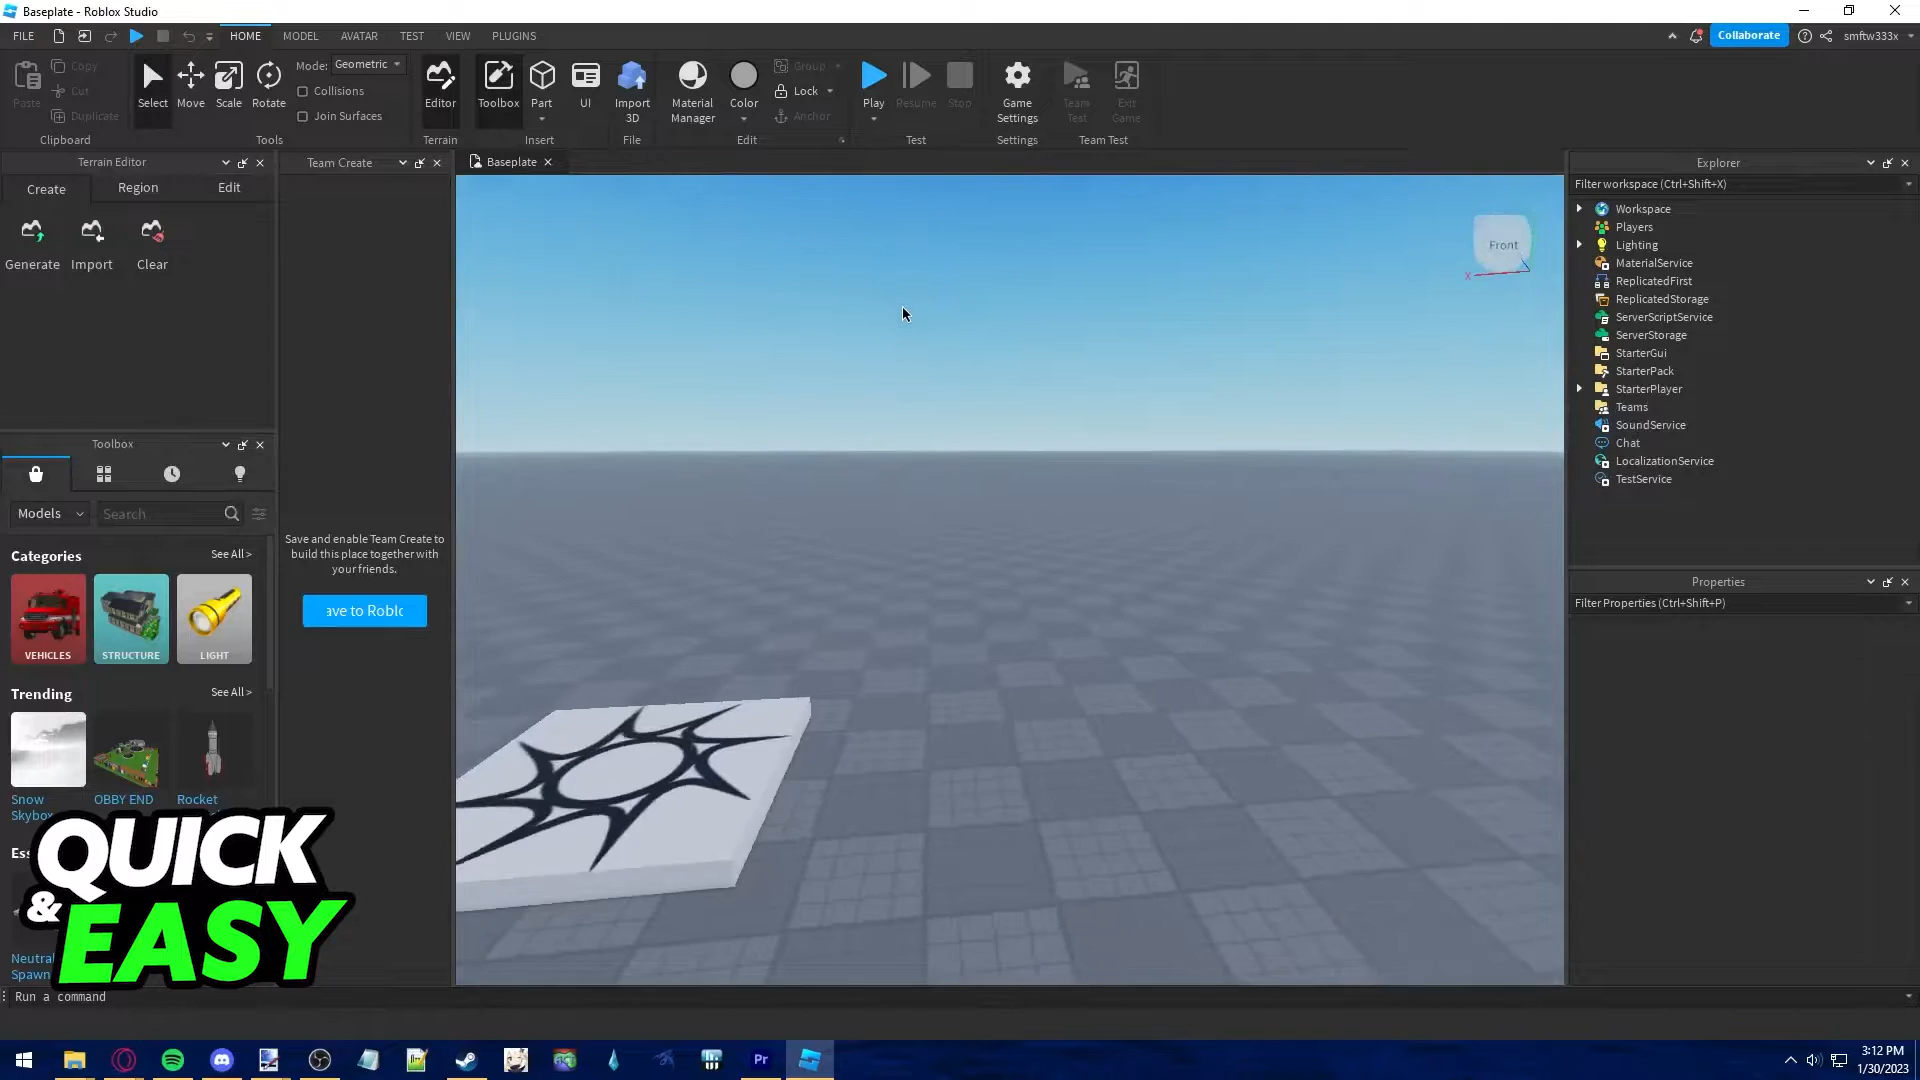 Baseplate - Roblox Studio
FILE HOME MODEL AVATAR TEST VIEW PLUGINS
Collaborate smftw333x
Paste
Copy
Cut
Duplicate
Clipboard
Select Move Scale Rotate
Mode: Geometric
Collisions
Join Surfaces
Tools
Editor
Terrain
Toolbox Part UI
Insert
Import
3D
File
Material
Manager
Color
Group
Lock
Anchor
Edit
Play Resume Stop
Test
Game
Settings
Settings
Team
Test
Exit
Game
Team Test
Terrain Editor
Create Region Edit
Generate Import Clear
Team Create
Save and enable Team Create to
build this place together with
your friends.
ave to Roblc
Baseplate
Front
X
Toolbox
Models Search
Categories See All >
VEHICLES STRUCTURE LIGHT
Trending See All >
Snow
Skybox
OBBY END
Rocket
Ess
Neutral
Spawn
QUICK
& EASY
Run a command
Explorer
Filter workspace (Ctrl+Shift+X)
Workspace
Players
Lighting
MaterialService
ReplicatedFirst
ReplicatedStorage
ServerScriptService
ServerStorage
StarterGui
StarterPack
StarterPlayer
Teams
SoundService
Chat
LocalizationService
TestService
Properties
Filter Properties (Ctrl+Shift+P)
Pr
3:12 PM
1/30/2023